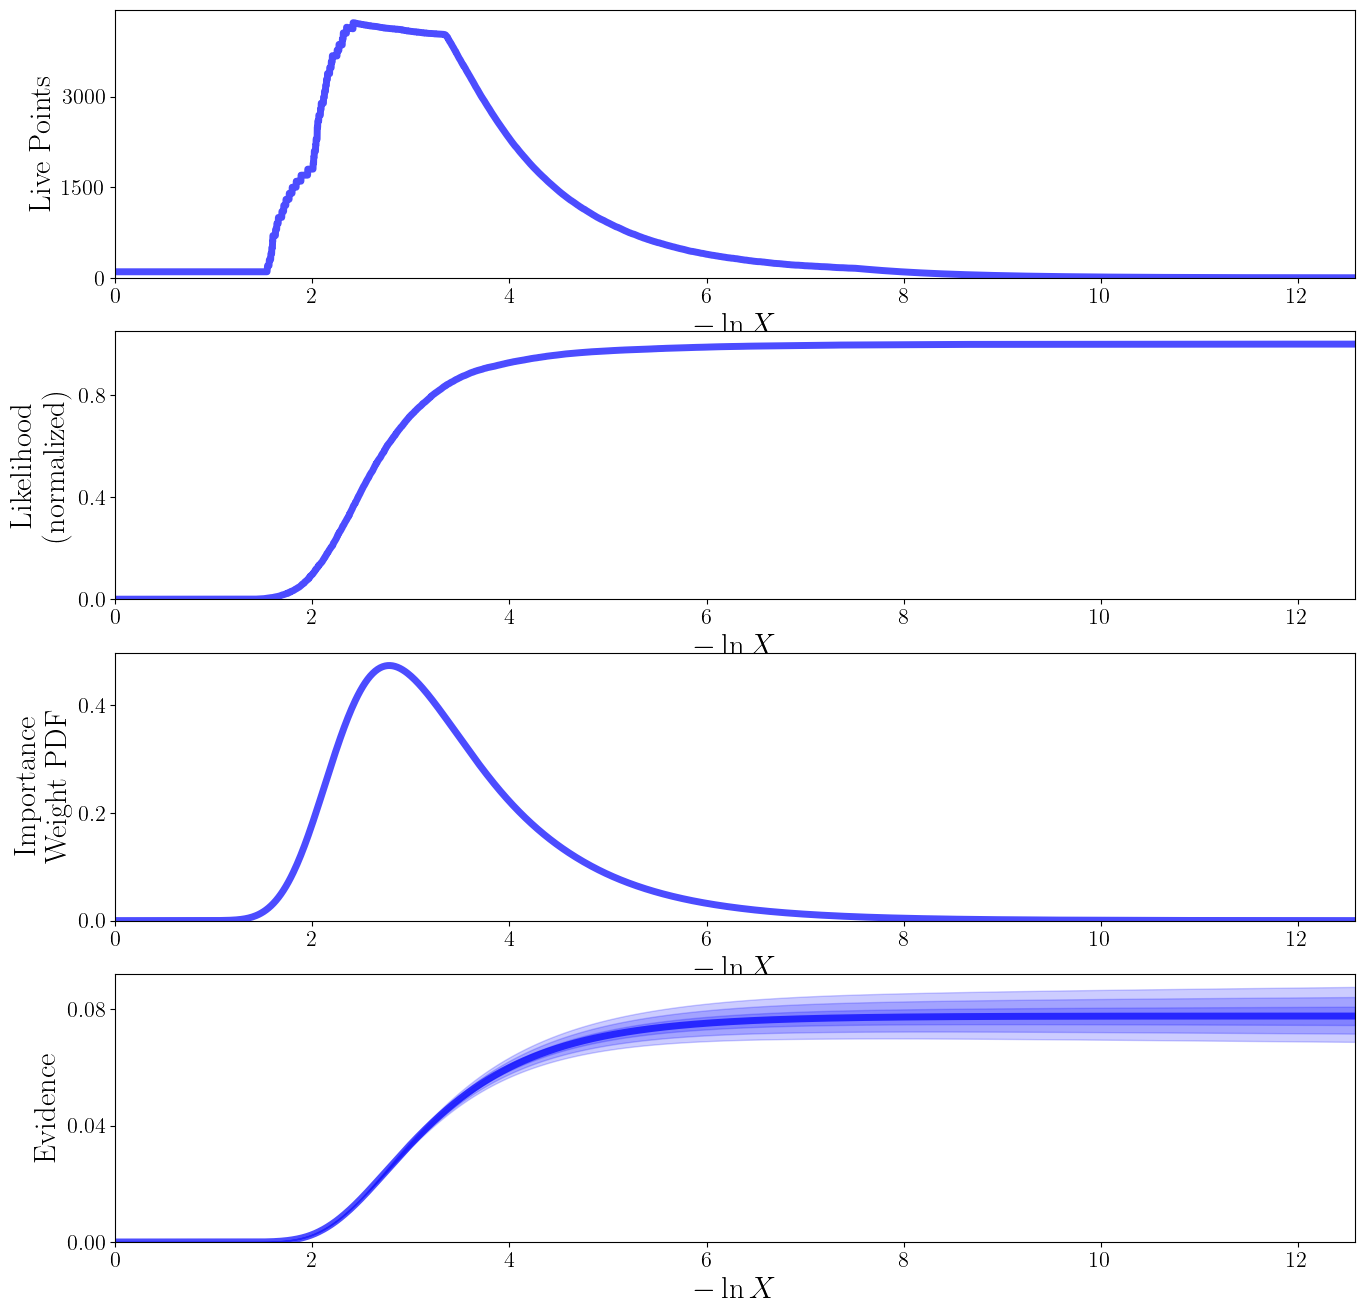 Live Points
3000
1500
0
0 2 4 6 8 10 12
− ln X
Likelihood
(normalized)
0.8
0.4
0.0
0 2 4 6 8 10 12
− ln X
Importance
Weight PDF
0.4
0.2
0.0
0 2 4 6 8 10 12
− ln X
Evidence
0.08
0.04
0.00
0 2 4 6 8 10 12
− ln X